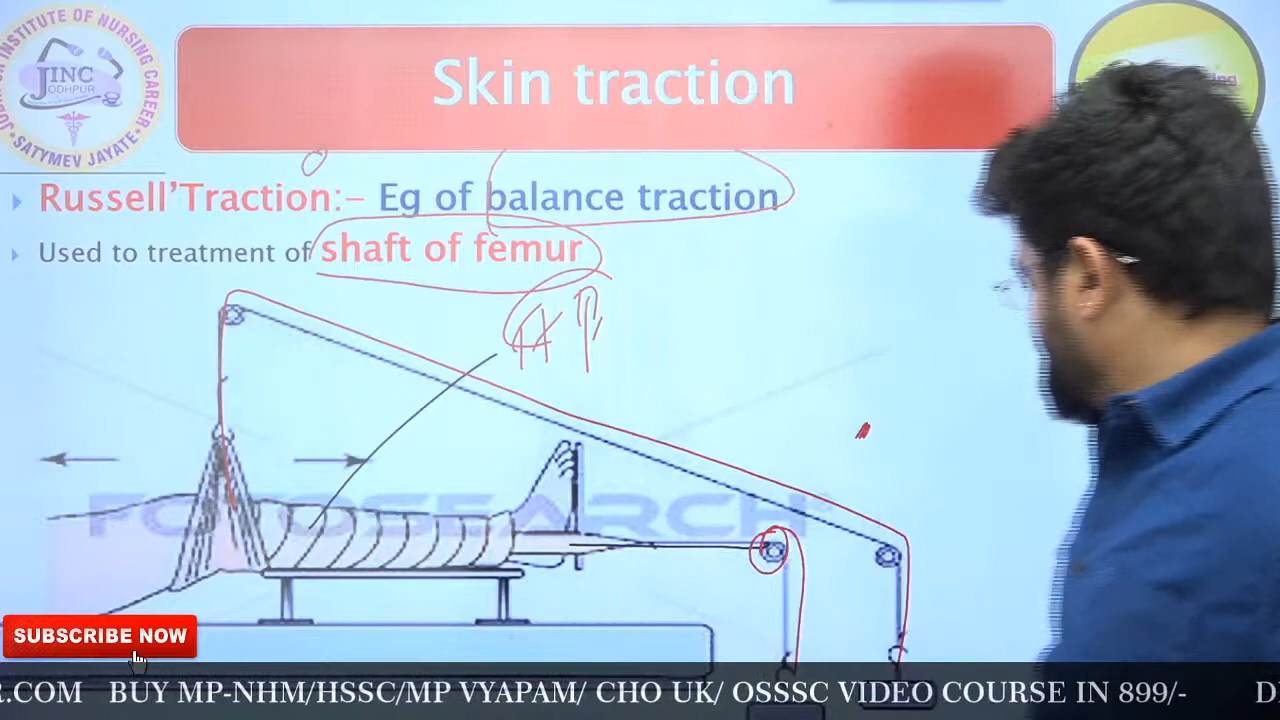 Skin traction
JINC
JODHPUR
SATYMEV JAYATE
INSTITUTE OF NURSING CAREER
Russell'Traction:– Eg of balance traction
Used to treatment of shaft of femur
FOTOSEARCH
SUBSCRIBE NOW
R.COM BUY MP-NHM/HSSC/MP VYAPAM/ CHO UK/ OSSSC VIDEO COURSE IN 899/-